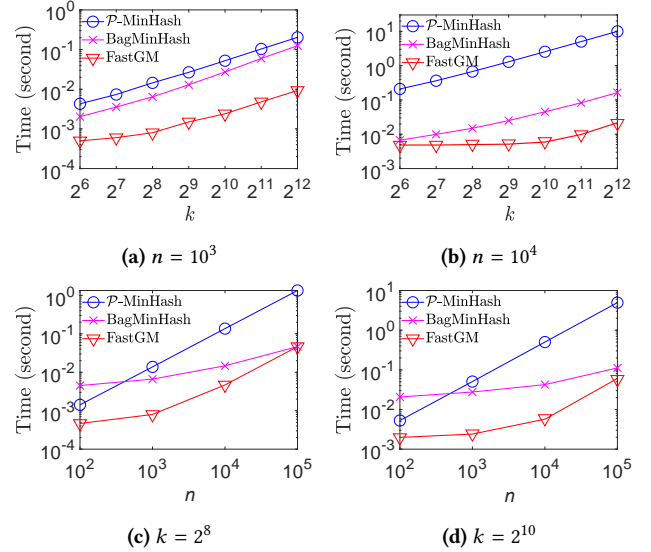 10^1
10^0
10^-1
10^-2
10^-3
10^-4
Time (second)
P-MinHash
BagMinHash
FastGM
2^6 2^7 2^8 2^9 2^10 2^11 2^12
k
(a) n = 10^3
10^2
10^1
10^0
10^-1
10^-2
10^-3
Time (second)
P-MinHash
BagMinHash
FastGM
2^6 2^7 2^8 2^9 2^10 2^11 2^12
k
(b) n = 10^4
10^0
10^-1
10^-2
10^-3
10^-4
Time (second)
P-MinHash
BagMinHash
FastGM
10^2 10^3 10^4 10^5
n
(c) k = 2^8
10^1
10^0
10^-1
10^-2
10^-3
Time (second)
P-MinHash
BagMinHash
FastGM
10^2 10^3 10^4 10^5
n
(d) k = 2^10